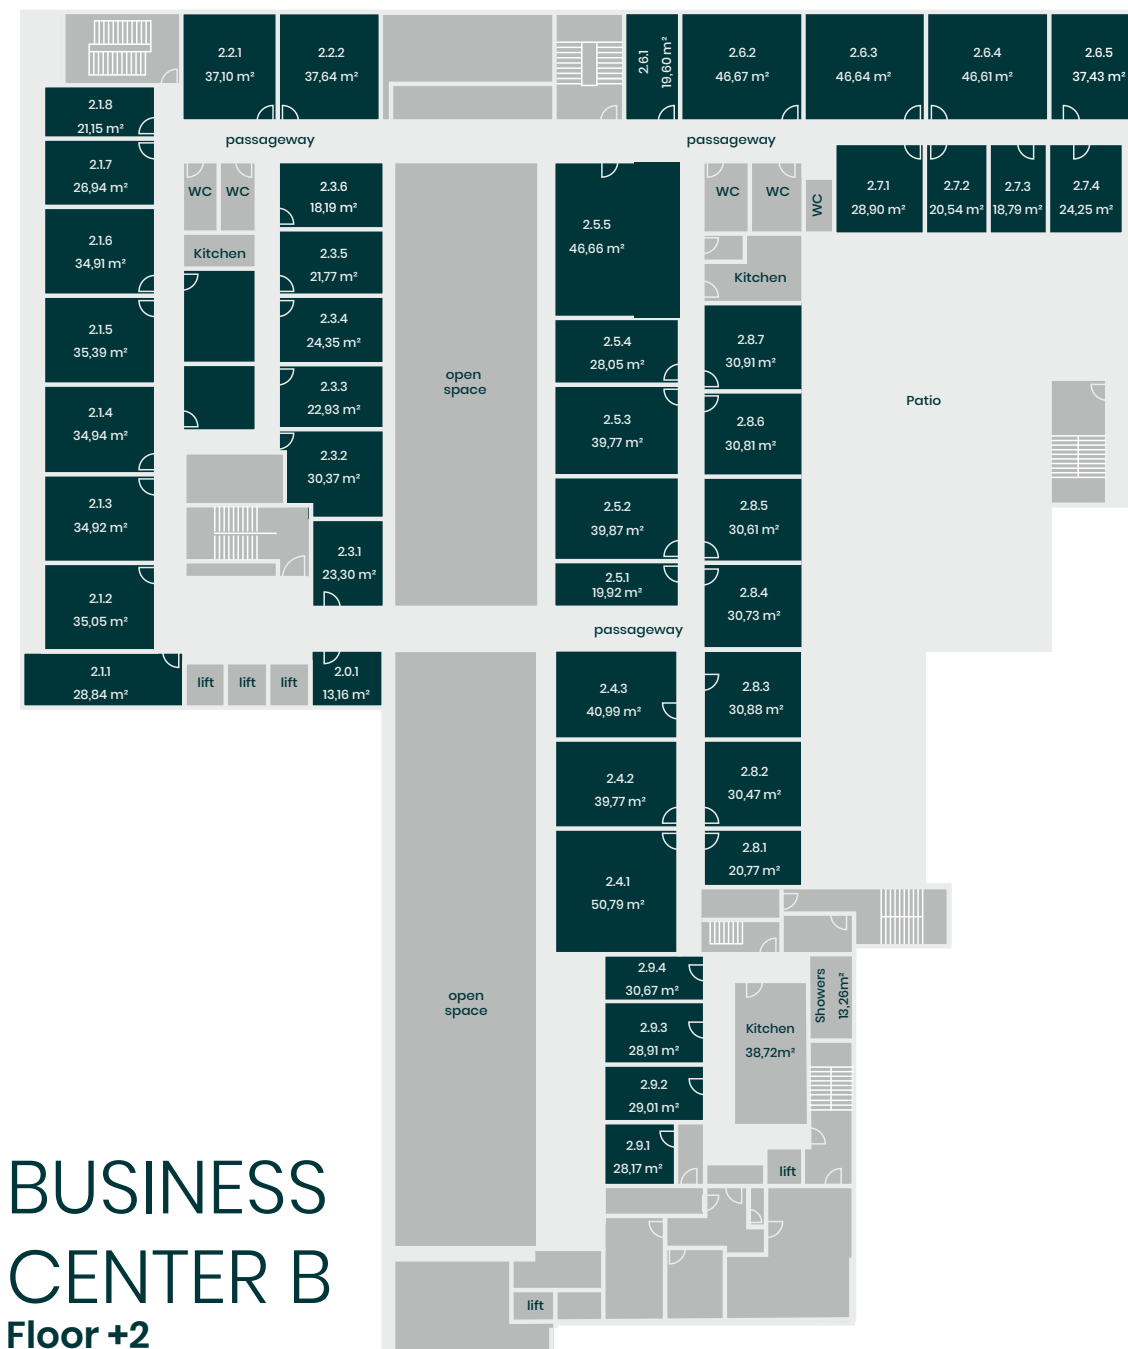 2.2.1
37,10 m²
2.2.2
37,64 m²
2.6.1
19,60 m²
2.6.2
46,67 m²
2.6.3
46,64 m²
2.6.4
46,61 m²
2.6.5
37,43 m²
2.1.8
21,15 m²
passageway
passageway
2.1.7
26,94 m²
WC
WC
2.3.6
18,19 m²
2.5.5
46,66 m²
WC
WC
WC
2.7.1
28,90 m²
2.7.2
20,54 m²
2.7.3
18,79 m²
2.7.4
24,25 m²
2.1.6
34,91 m²
Kitchen
2.3.5
21,77 m²
Kitchen
2.1.5
35,39 m²
2.3.4
24,35 m²
2.5.4
28,05 m²
2.8.7
30,91 m²
open
space
2.3.3
22,93 m²
Patio
2.1.4
34,94 m²
2.5.3
39,77 m²
2.8.6
30,81 m²
2.3.2
30,37 m²
2.1.3
34,92 m²
2.5.2
39,87 m²
2.8.5
30,61 m²
2.3.1
23,30 m²
2.5.1
19,92 m²
2.1.2
35,05 m²
2.8.4
30,73 m²
passageway
2.1.1
28,84 m²
lift
lift
lift
2.0.1
13,16 m²
2.4.3
40,99 m²
2.8.3
30,88 m²
2.4.2
39,77 m²
2.8.2
30,47 m²
2.4.1
50,79 m²
2.8.1
20,77 m²
2.9.4
30,67 m²
Showers
13,26m²
open
space
2.9.3
28,91 m²
Kitchen
38,72m²
2.9.2
29,01 m²
2.9.1
28,17 m²
lift
BUSINESS
CENTER B
lift
Floor +2